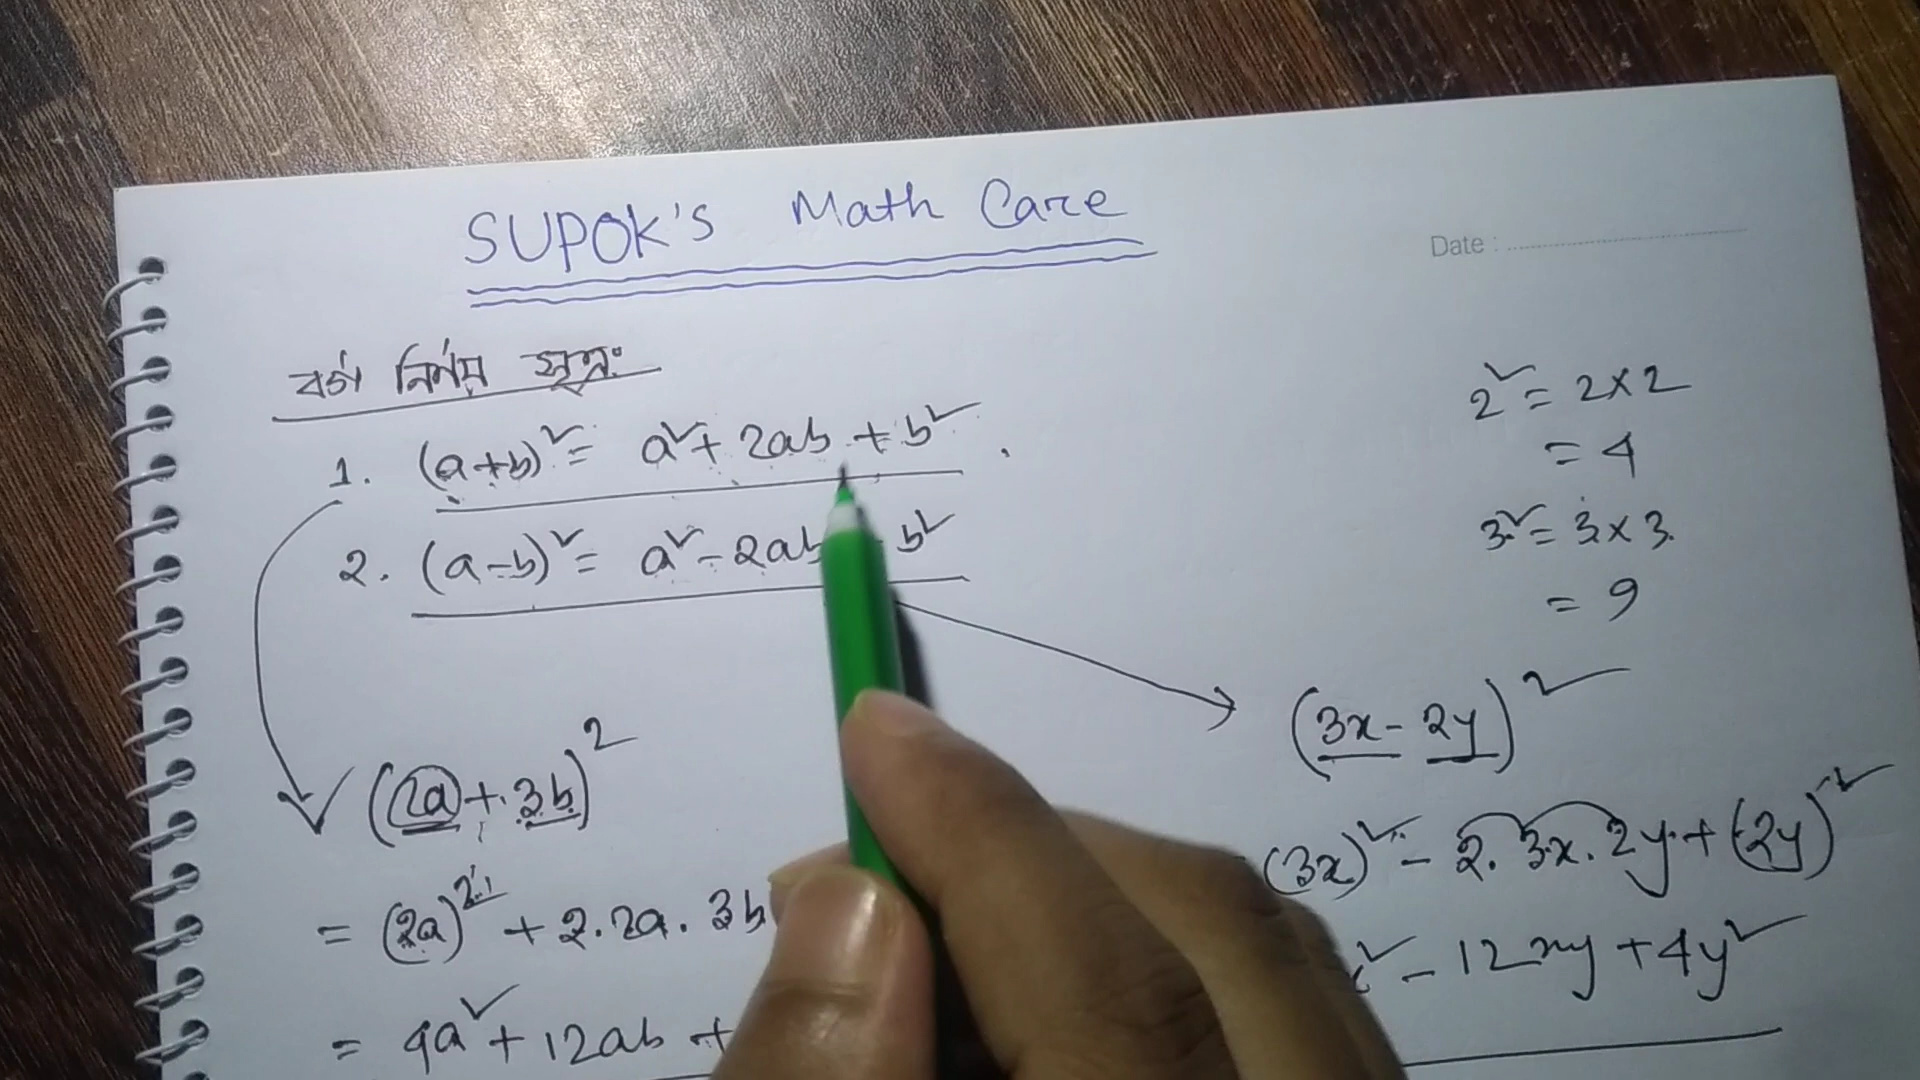 SUPOK's Math Care
Date :
বর্গ নির্ণয় সূত্র:
1. (a+b)² = a² + 2ab + b²
2. (a-b)² = a² - 2ab b²
2² = 2×2
= 4
3² = 3×3
= 9
(2a + 3b)²
= (2a)² + 2.2a.3b
= 4a² + 12ab +
(3x - 2y)²
(3x)² - 2.3x.2y + (2y)²
x² - 12xy + 4y²